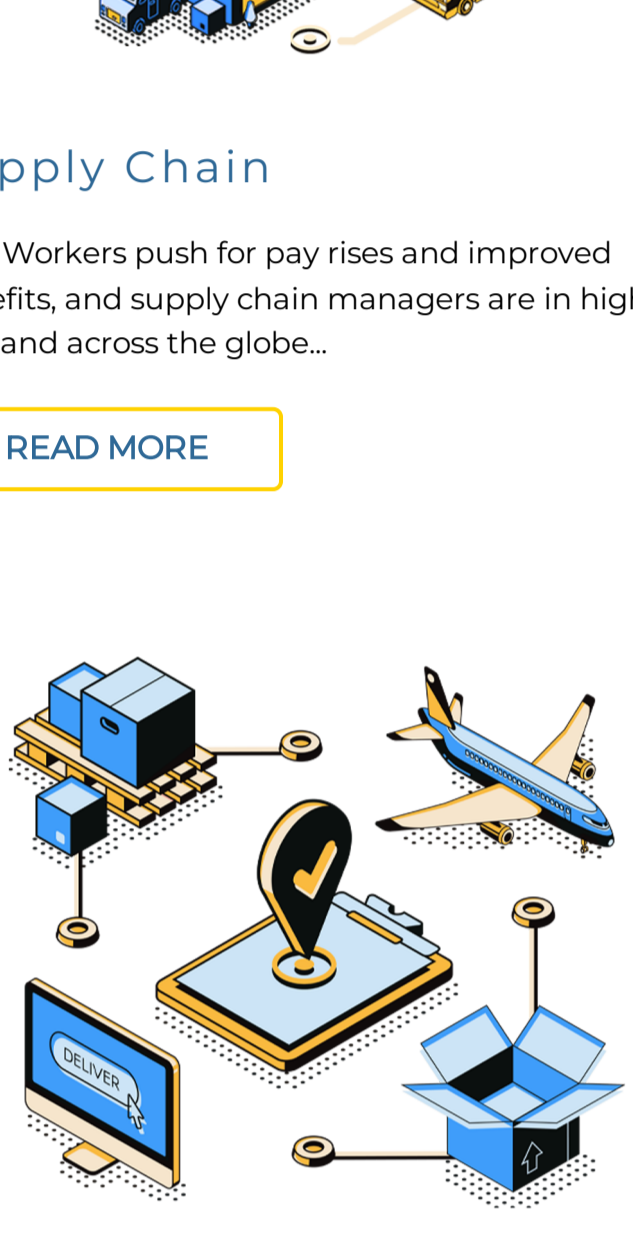 pply Chain
Workers push for pay rises and improved
efits, and supply chain managers are in high
and across the globe...
READ MORE
DELIVER